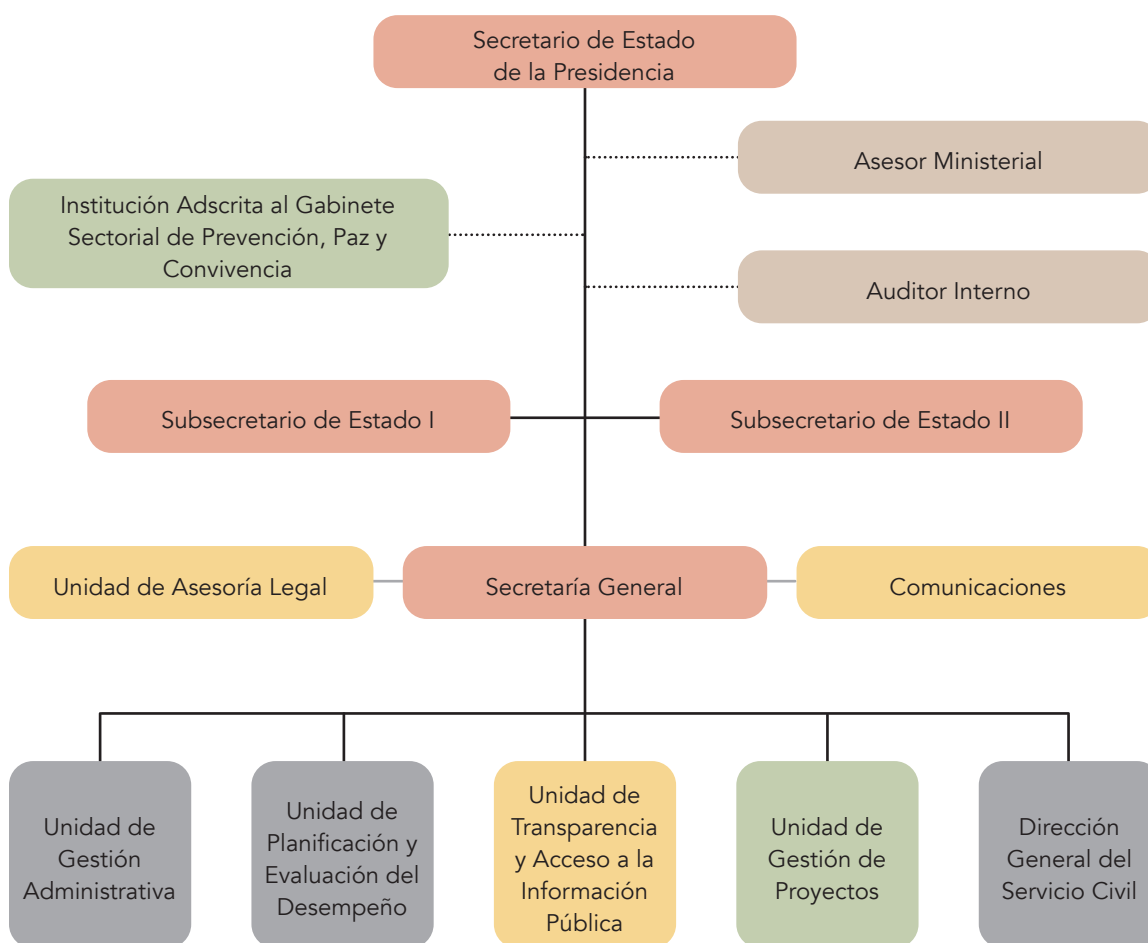 Secretario de Estado
de la Presidencia
Asesor Ministerial
Institución Adscrita al Gabinete
Sectorial de Prevención, Paz y
Convivencia
Auditor Interno
Subsecretario de Estado I
Subsecretario de Estado II
Unidad de Asesoría Legal
Secretaría General
Comunicaciones
Unidad de
Gestión
Administrativa
Unidad de
Planificación y
Evaluación del
Desempeño
Unidad de
Transparencia
y Acceso a la
Información
Pública
Unidad de
Gestión de
Proyectos
Dirección
General del
Servicio Civil